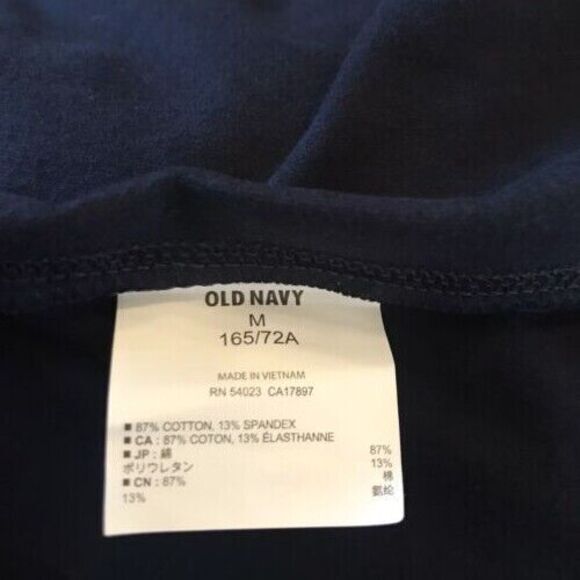 OLD NAVY
M
165/72A
MADE IN VIETNAM
RN 54023 CA17897
■ 87% COTTON, 13% SPANDEX
■ CA : 87% COTON, 13% ÉLASTHANNE
■ JP : 綿 87%
ポリウレタン 13%
■ CN : 87% 棉
13% 氨纶